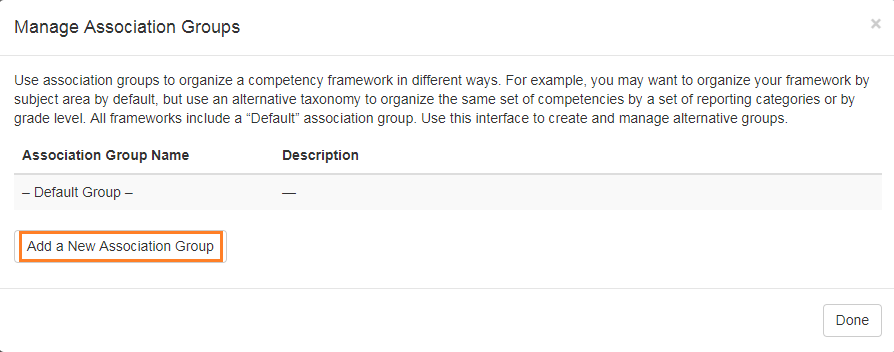 Manage Association Groups
×
Use association groups to organize a competency framework in different ways. For example, you may want to organize your framework by
subject area by default, but use an alternative taxonomy to organize the same set of competencies by a set of reporting categories or by
grade level. All frameworks include a “Default” association group. Use this interface to create and manage alternative groups.
Association Group Name Description
– Default Group – —
Add a New Association Group
Done